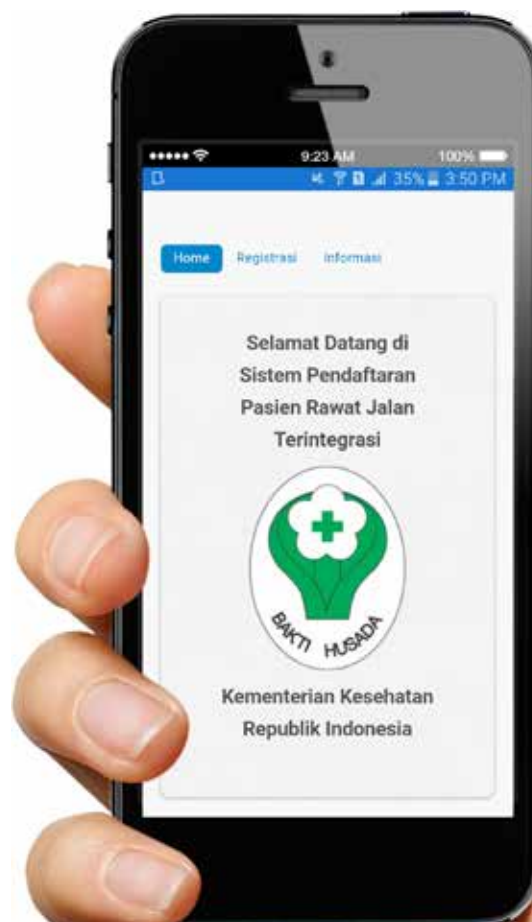 9:23 AM 100%
35% 3:50 PM
Home Registrasi Informasi
Selamat Datang di
Sistem Pendaftaran
Pasien Rawat Jalan
Terintegrasi
BAKTI HUSADA
Kementerian Kesehatan
Republik Indonesia